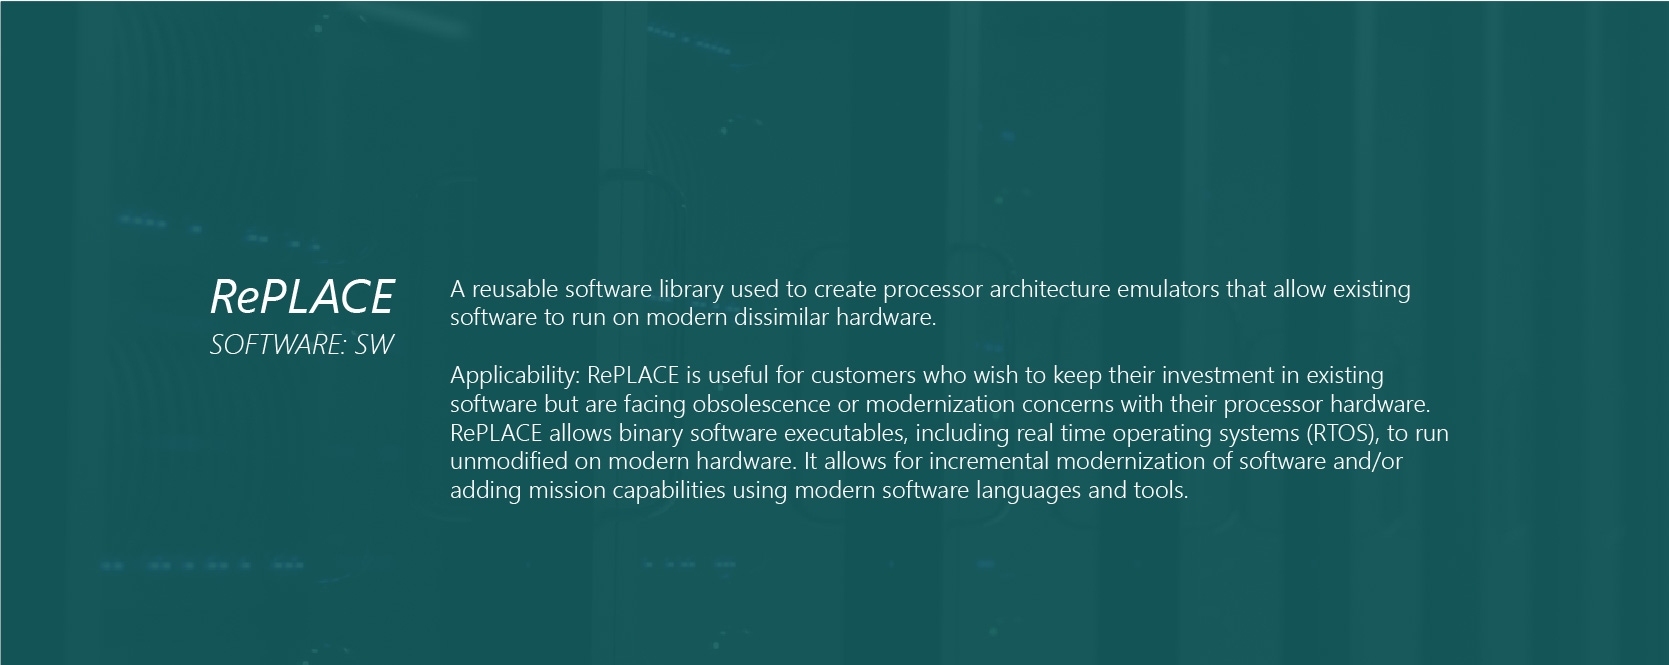 RePLACE
SOFTWARE: SW
A reusable software library used to create processor architecture emulators that allow existing
software to run on modern dissimilar hardware.
Applicability: RePLACE is useful for customers who wish to keep their investment in existing
software but are facing obsolescence or modernization concerns with their processor hardware.
RePLACE allows binary software executables, including real time operating systems (RTOS), to run
unmodified on modern hardware. It allows for incremental modernization of software and/or
adding mission capabilities using modern software languages and tools.